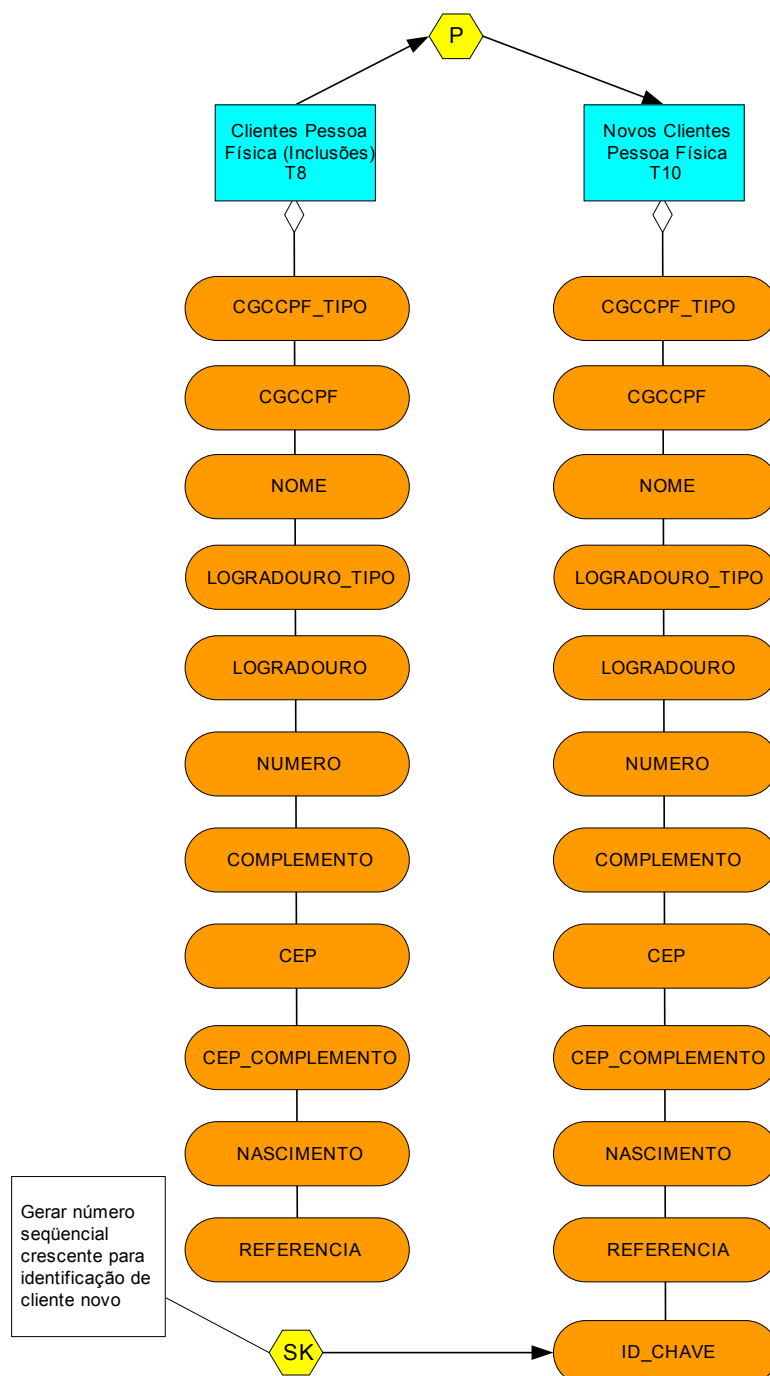 P
Clientes Pessoa
Física (Inclusões)
T8
Novos Clientes
Pessoa Física
T10
CGCCPF_TIPO
CGCCPF_TIPO
CGCCPF
CGCCPF
NOME
NOME
LOGRADOURO_TIPO
LOGRADOURO_TIPO
LOGRADOURO
LOGRADOURO
NUMERO
NUMERO
COMPLEMENTO
COMPLEMENTO
CEP
CEP
CEP_COMPLEMENTO
CEP_COMPLEMENTO
NASCIMENTO
NASCIMENTO
REFERENCIA
REFERENCIA
Gerar número
seqüencial
crescente para
identificação de
cliente novo
SK
ID_CHAVE